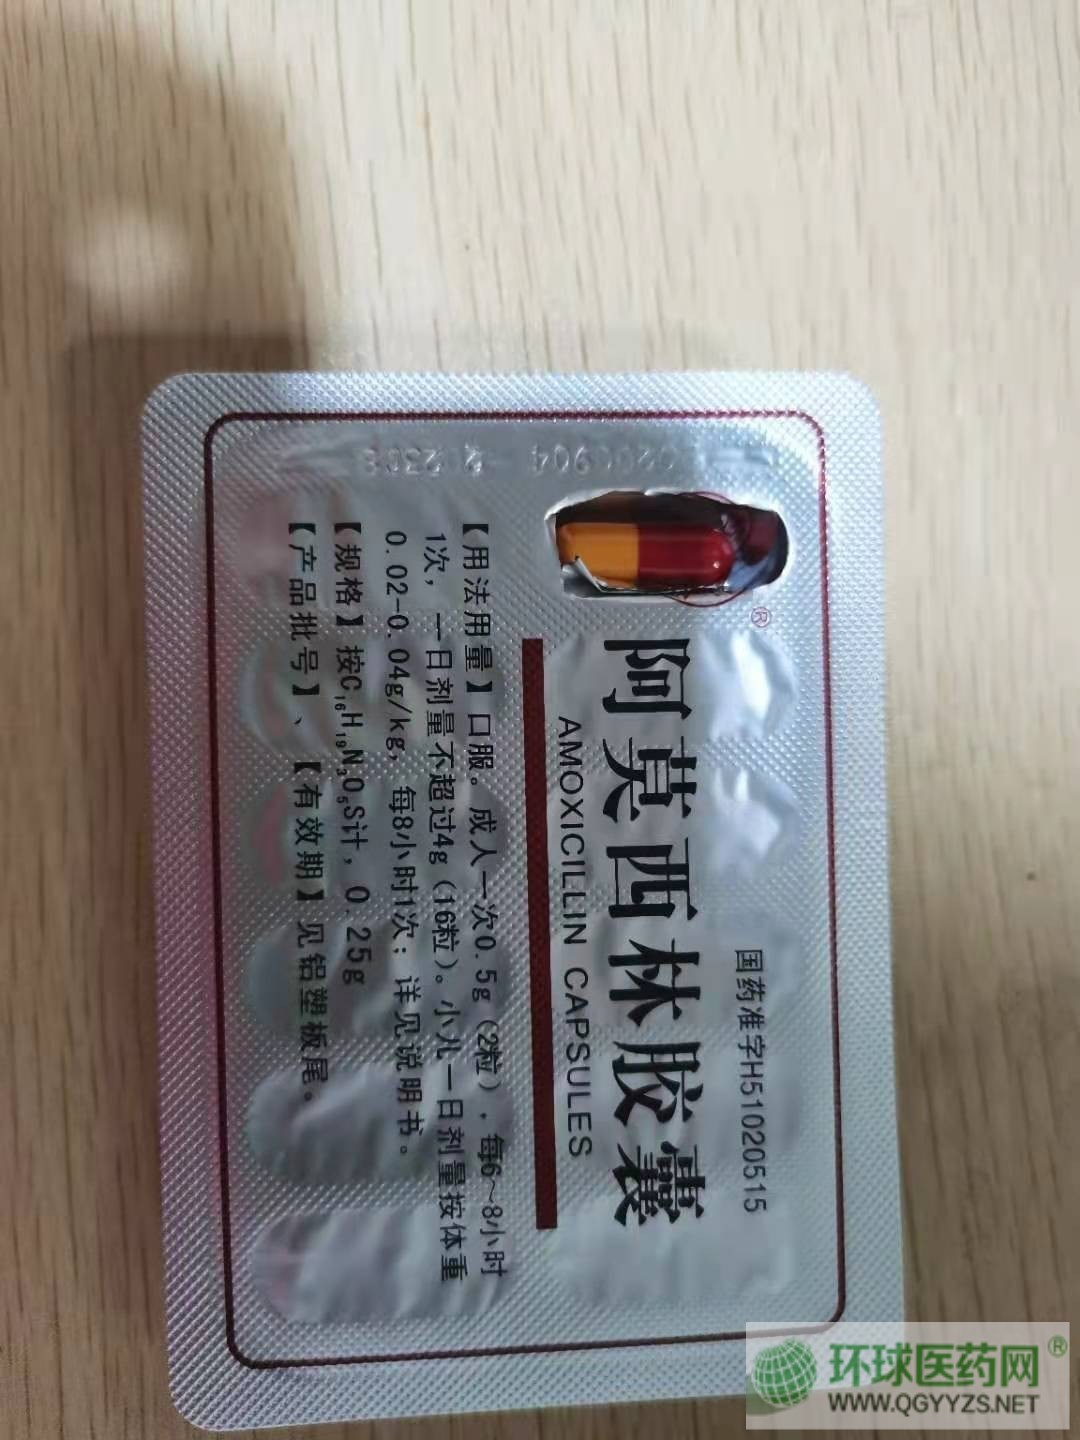 国药准字H51020515
®
阿莫西林胶囊
AMOXICILLIN CAPSULES
【用法用量】口服。成人一次0.5g(2粒),每6~8小时
1次,一日剂量不超过4g(16粒)。小儿一日剂量按体重
0.02-0.04g/kg,每8小时1次;详见说明书。
【规格】按C₁₆H₁₉N₃O₅S计,0.25g
【产品批号】、【有效期】见铝塑板尾。
环球医药网®
WWW.QGYYZS.NET